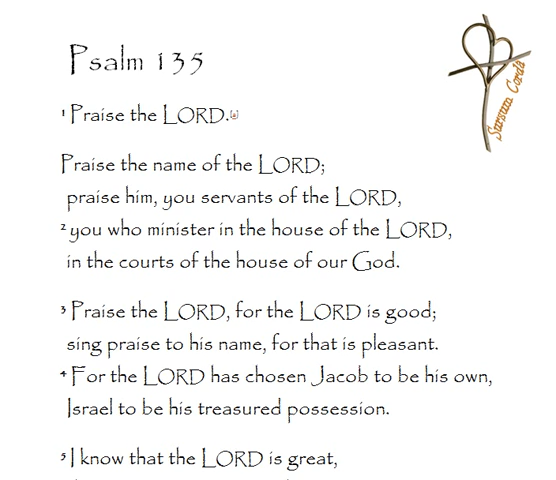 Psalm 135
Sursum Corda
1 Praise the LORD.[a]
Praise the name of the LORD;
praise him, you servants of the LORD,
2 you who minister in the house of the LORD,
in the courts of the house of our God.
3 Praise the LORD, for the LORD is good;
sing praise to his name, for that is pleasant.
4 For the LORD has chosen Jacob to be his own,
Israel to be his treasured possession.
5 I know that the LORD is great,